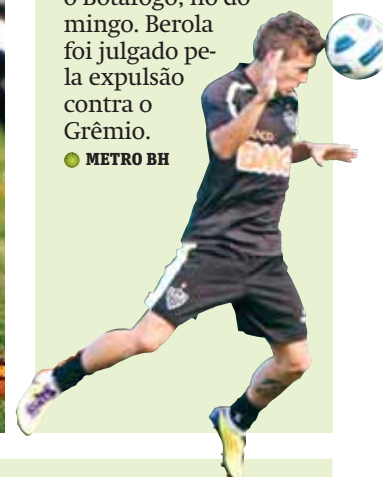 o Botafogo, no do-
mingo. Berola
foi julgado pe-
la expulsão
contra o
Grêmio.
METRO BH
BMG